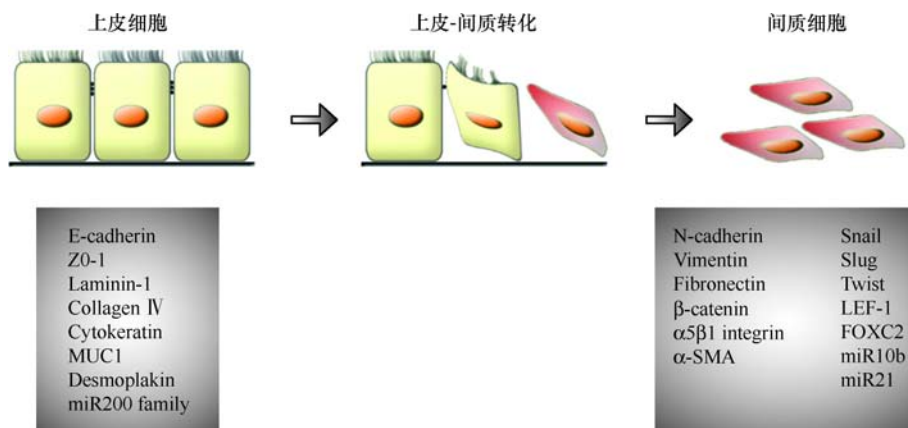 上皮细胞
上皮-间质转化
间质细胞
E-cadherin
Z0-1
Laminin-1
Collagen Ⅳ
Cytokeratin
MUC1
Desmoplakin
miR200 family
N-cadherin
Vimentin
Fibronectin
β-catenin
α5β1 integrin
α-SMA
Snail
Slug
Twist
LEF-1
FOXC2
miR10b
miR21